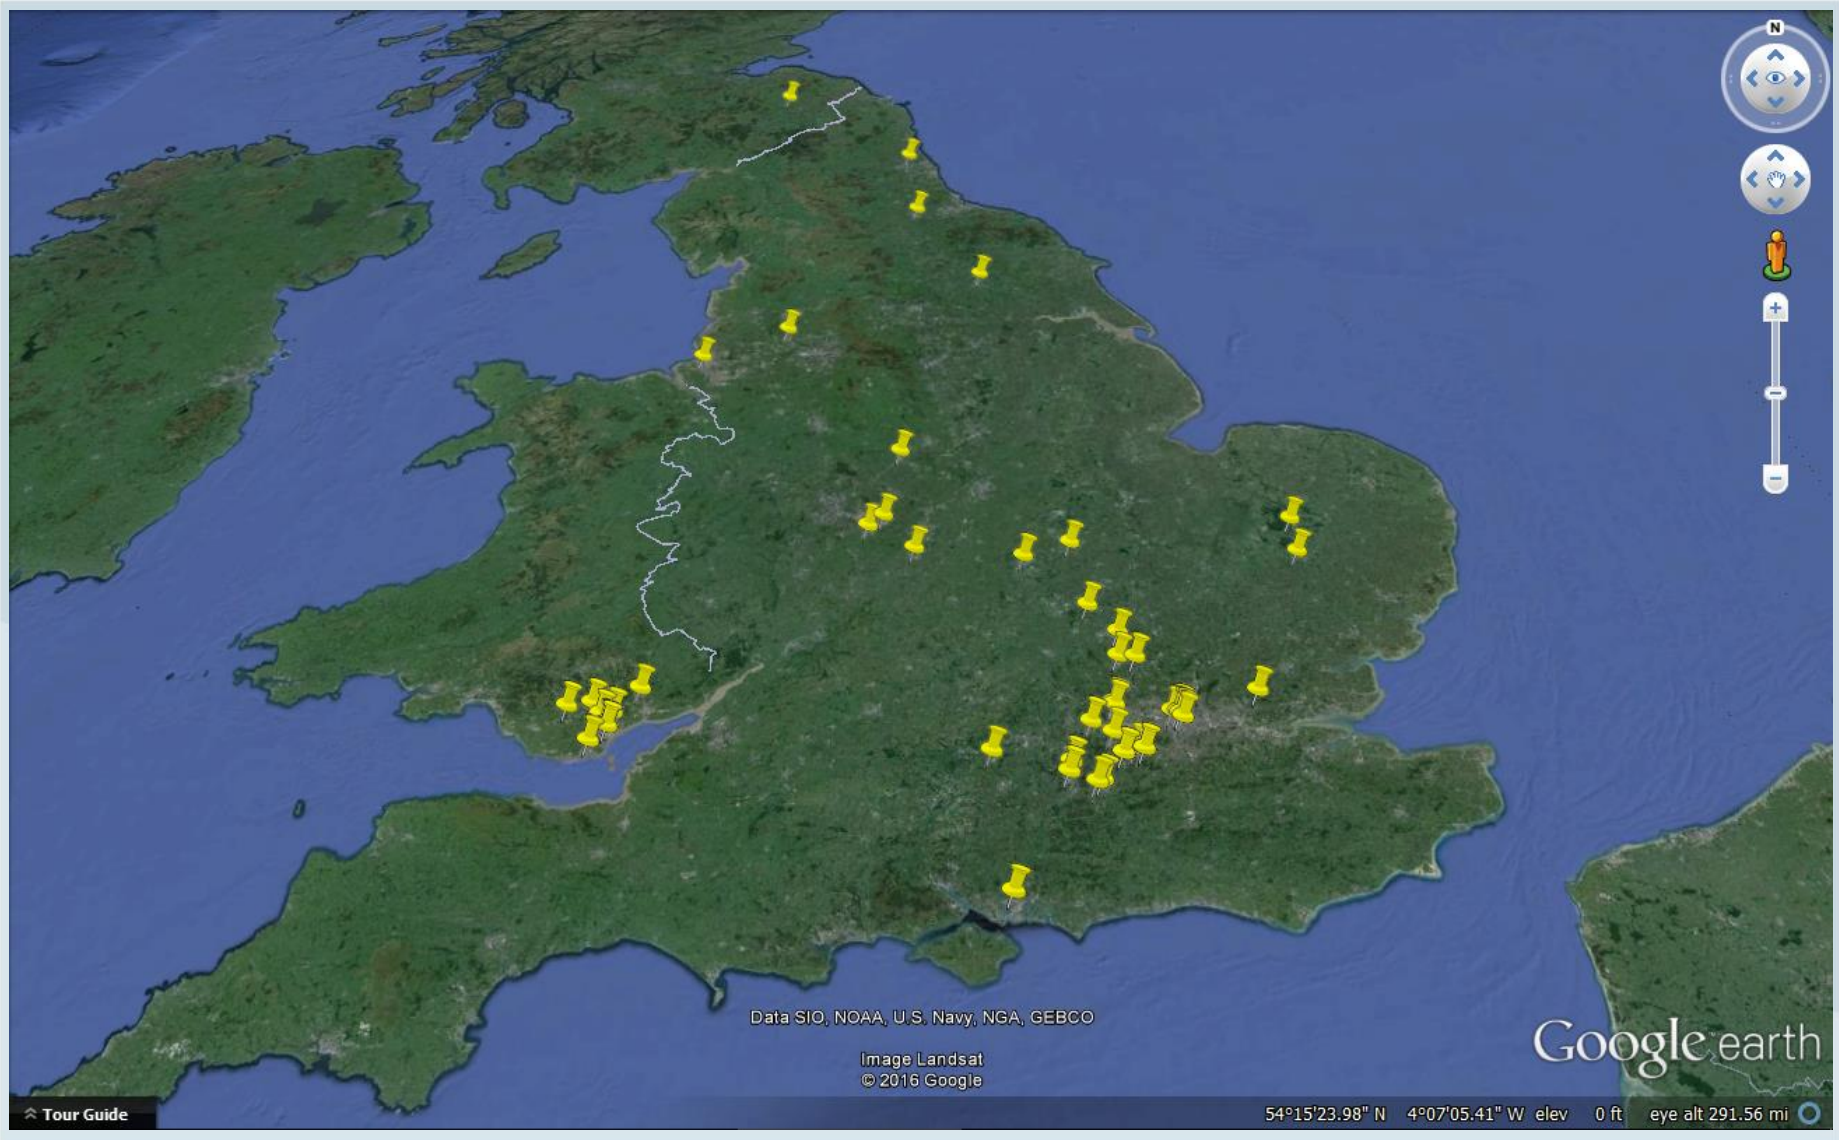 N
Data SIO, NOAA, U.S. Navy, NGA, GEBCO
Image Landsat
© 2016 Google
Google earth
Tour Guide
54°15'23.98" N 4°07'05.41" W elev 0 ft eye alt 291.56 mi